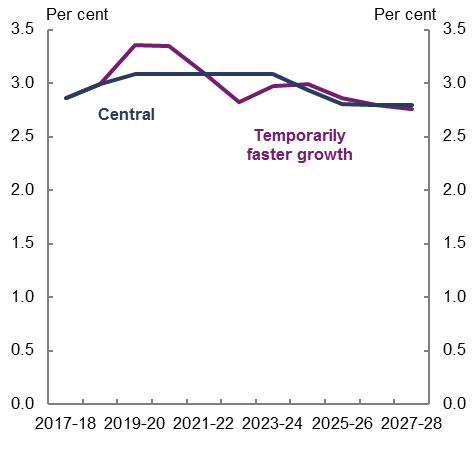 Per cent Per cent
3.5 3.5
3.0 3.0
Central
Temporarily
faster growth
2.5 2.5
2.0 2.0
1.5 1.5
1.0 1.0
0.5 0.5
0.0 0.0
2017-18 2019-20 2021-22 2023-24 2025-26 2027-28